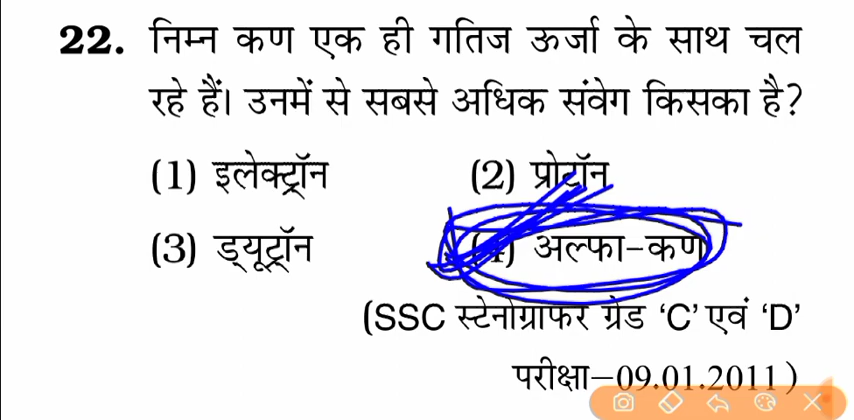 22. निम्न कण एक ही गतिज ऊर्जा के साथ चल
रहे हैं। उनमें से सबसे अधिक संवेग किसका है?
(1) इलेक्ट्रॉन (2) प्रोटॉन
(3) ड्यूट्रॉन (4) अल्फा-कण
(SSC स्टेनोग्राफर ग्रेड ‘C’ एवं ‘D’
परीक्षा–09.01.2011)